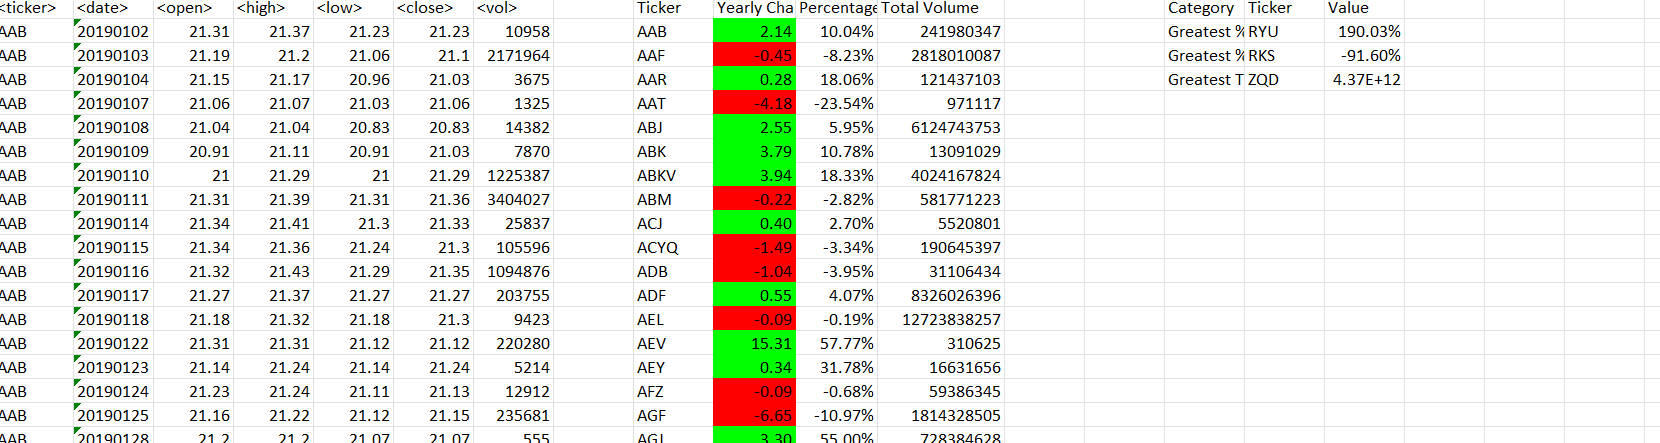 <ticker> <date> <open> <high> <low> <close> <vol> Ticker Yearly Cha Percentage Total Volume Category Ticker Value
AAB 20190102 21.31 21.37 21.23 21.23 10958 AAB 2.14 10.04% 241980347 Greatest % RYU 190.03%
AAB 20190103 21.19 21.2 21.06 21.1 2171964 AAF -0.45 -8.23% 2818010087 Greatest % RKS -91.60%
AAB 20190104 21.15 21.17 20.96 21.03 3675 AAR 0.28 18.06% 121437103 Greatest T ZQD 4.37E+12
AAB 20190107 21.06 21.07 21.03 21.06 1325 AAT -4.18 -23.54% 971117
AAB 20190108 21.04 21.04 20.83 20.83 14382 ABJ 2.55 5.95% 6124743753
AAB 20190109 20.91 21.11 20.91 21.03 7870 ABK 3.79 10.78% 13091029
AAB 20190110 21 21.29 21 21.29 1225387 ABKV 3.94 18.33% 4024167824
AAB 20190111 21.31 21.39 21.31 21.36 3404027 ABM -0.22 -2.82% 581771223
AAB 20190114 21.34 21.41 21.3 21.33 25837 ACJ 0.40 2.70% 5520801
AAB 20190115 21.34 21.36 21.24 21.3 105596 ACYQ -1.49 -3.34% 190645397
AAB 20190116 21.32 21.43 21.29 21.35 1094876 ADB -1.04 -3.95% 31106434
AAB 20190117 21.27 21.37 21.27 21.27 203755 ADF 0.55 4.07% 8326026396
AAB 20190118 21.18 21.32 21.18 21.3 9423 AEL -0.09 -0.19% 12723838257
AAB 20190122 21.31 21.31 21.12 21.12 220280 AEV 15.31 57.77% 310625
AAB 20190123 21.14 21.24 21.14 21.24 5214 AEY 0.34 31.78% 16631656
AAB 20190124 21.23 21.24 21.11 21.13 12912 AFZ -0.09 -0.68% 59386345
AAB 20190125 21.16 21.22 21.12 21.15 235681 AGF -6.65 -10.97% 1814328505
AAB 20190128 21.2 21.2 21.07 21.07 555 AGJ 3.30 55.00% 728384628